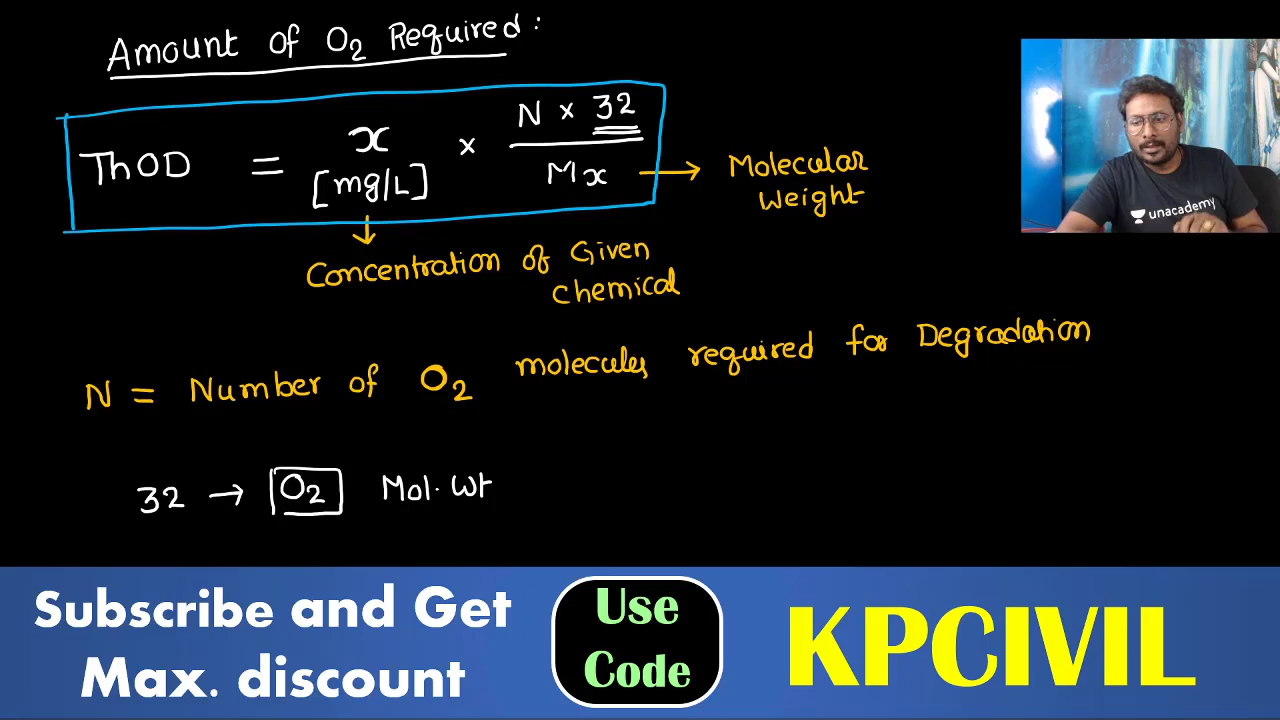 Amount of O2 Required:
ThOD = x [mg/L] × N × 32 / Mx → Molecular Weight
Concentration of Given
Chemical
N = Number of O2 molecules required for Degradation
32 → O2 Mol. Wt
unacademy
Subscribe and Get
Max. discount
Use
Code
KPCIVIL